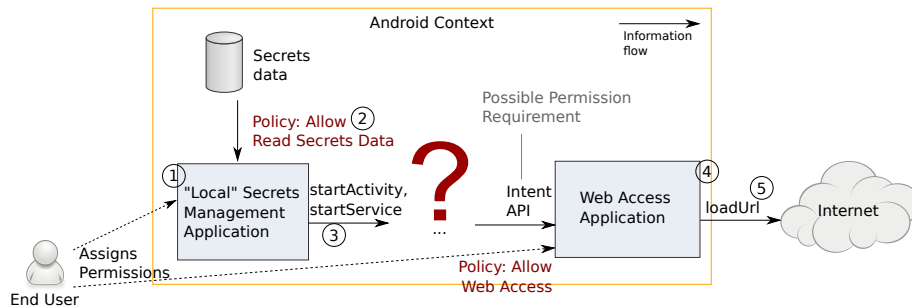 Android Context
Information
flow
Secrets
data
Policy: Allow 2
Read Secrets Data
Possible Permission
Requirement
?
1
"Local" Secrets
Management
Application
startActivity,
startService
3
...
Intent
API
Web Access
Application
4
5
loadUrl
Internet
Assigns
Permissions
End User
Policy: Allow
Web Access